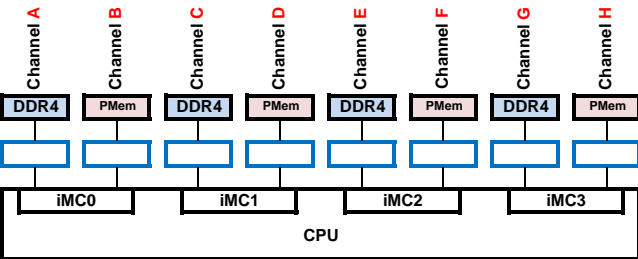 Channel A
Channel B
Channel C
Channel D
Channel E
Channel F
Channel G
Channel H
DDR4 PMem DDR4 PMem DDR4 PMem DDR4 PMem
iMC0 iMC1 iMC2 iMC3
CPU